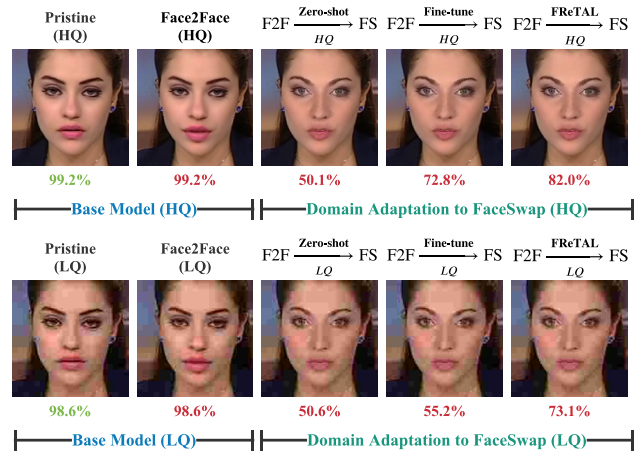 Pristine
(HQ)
Face2Face
(HQ)
F2F Zero-shot → FS
HQ
F2F Fine-tune → FS
HQ
F2F FReTAL → FS
HQ
99.2%
99.2%
50.1%
72.8%
82.0%
Base Model (HQ)
Domain Adaptation to FaceSwap (HQ)
Pristine
(LQ)
Face2Face
(LQ)
F2F Zero-shot → FS
LQ
F2F Fine-tune → FS
LQ
F2F FReTAL → FS
LQ
98.6%
98.6%
50.6%
55.2%
73.1%
Base Model (LQ)
Domain Adaptation to FaceSwap (LQ)